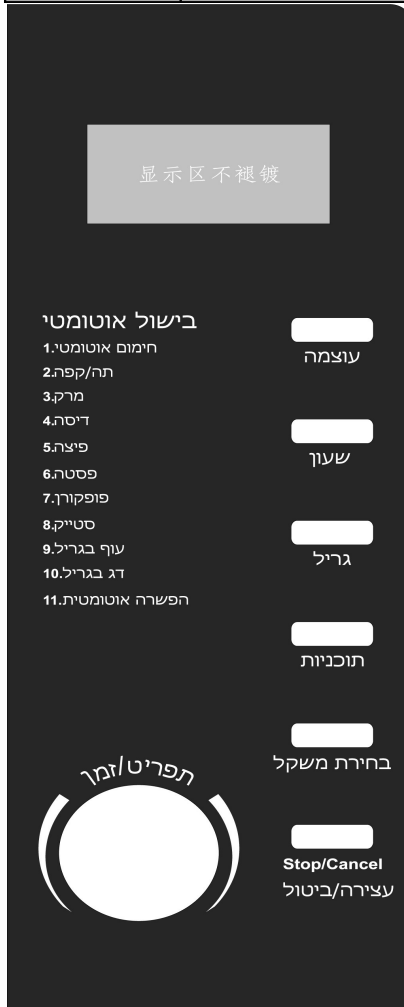 显示区不褪镀
בישול אוטומטי
1.חימום אוטומטי
2.תה/קפה
3.מרק
4.דיסה
5.פיצה
6.פסטה
7.פופקורן
8.סטייק
9.עוף בגריל
10.דג בגריל
11.הפשרה אוטומטית
עוצמה
שעון
גריל
תוכניות
בחירת משקל
תפריט/זמן
Stop/Cancel
עצירה/ביטול